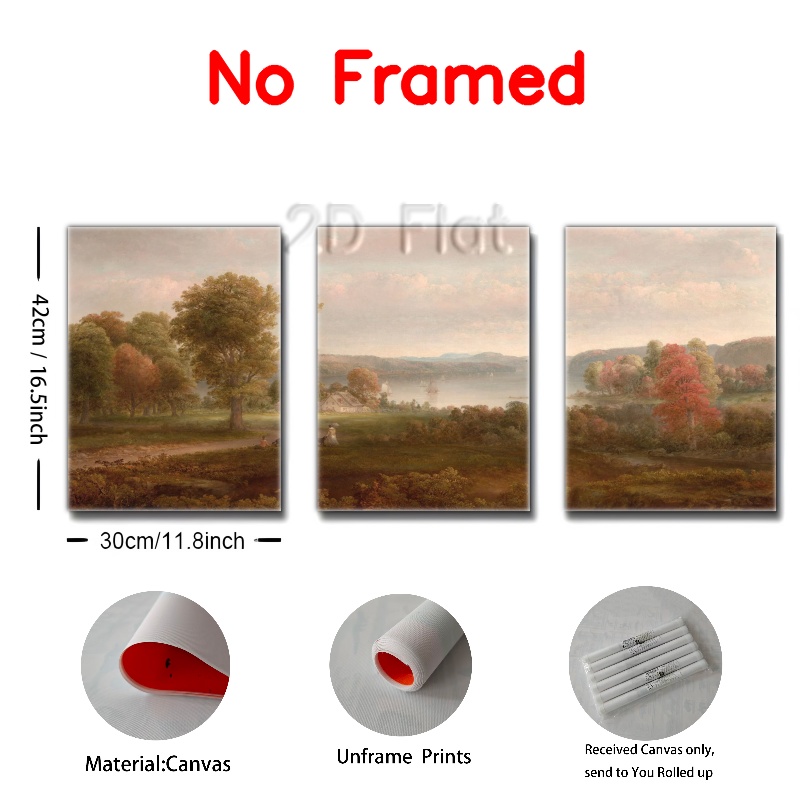 No Framed
2D Flat
42cm / 16.5inch
30cm/11.8inch
Material:Canvas
Unframe Prints
Received Canvas only,
send to You Rolled up